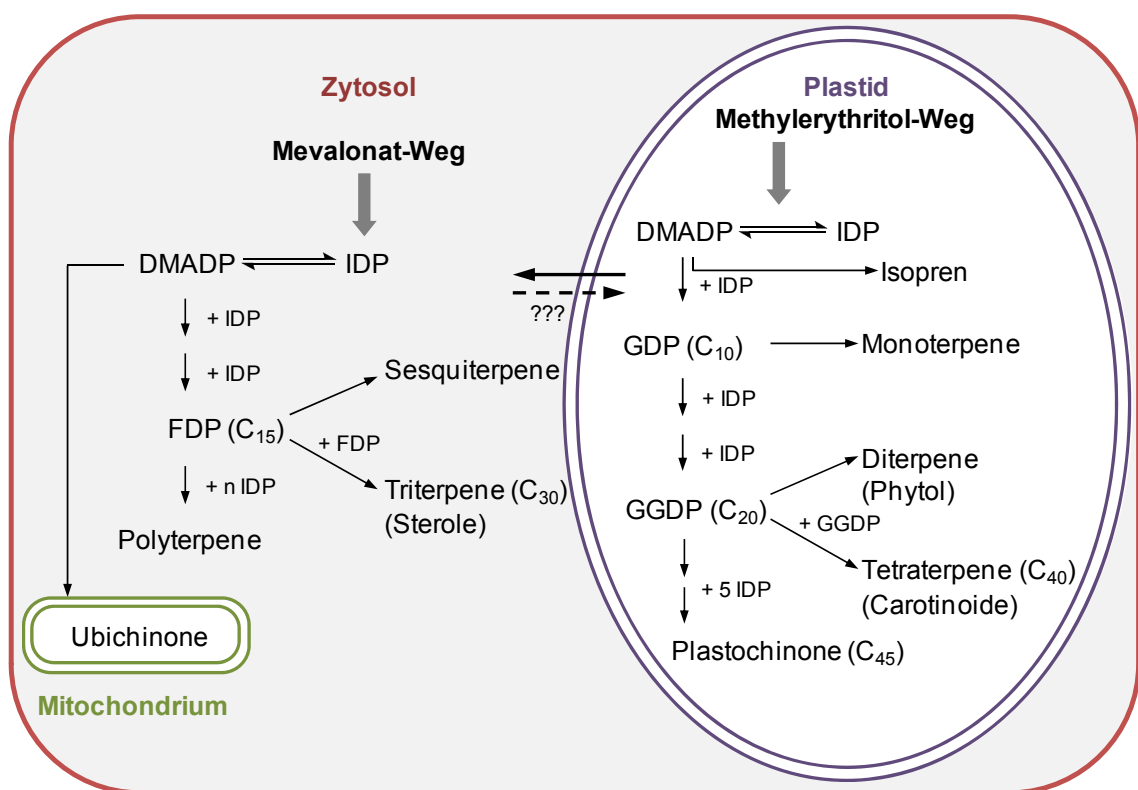 Zytosol
Mevalonat-Weg
DMADP
IDP
+ IDP
+ IDP
FDP (C₁₅)
Sesquiterpene
+ FDP
Triterpene (C₃₀)
(Sterole)
+ n IDP
Polyterpene
Ubichinone
Mitochondrium
???
Plastid
Methylerythritol-Weg
DMADP
IDP
Isopren
+ IDP
GDP (C₁₀)
Monoterpene
+ IDP
+ IDP
GGDP (C₂₀)
Diterpene
(Phytol)
+ GGDP
Tetraterpene (C₄₀)
(Carotinoide)
+ 5 IDP
Plastochinone (C₄₅)